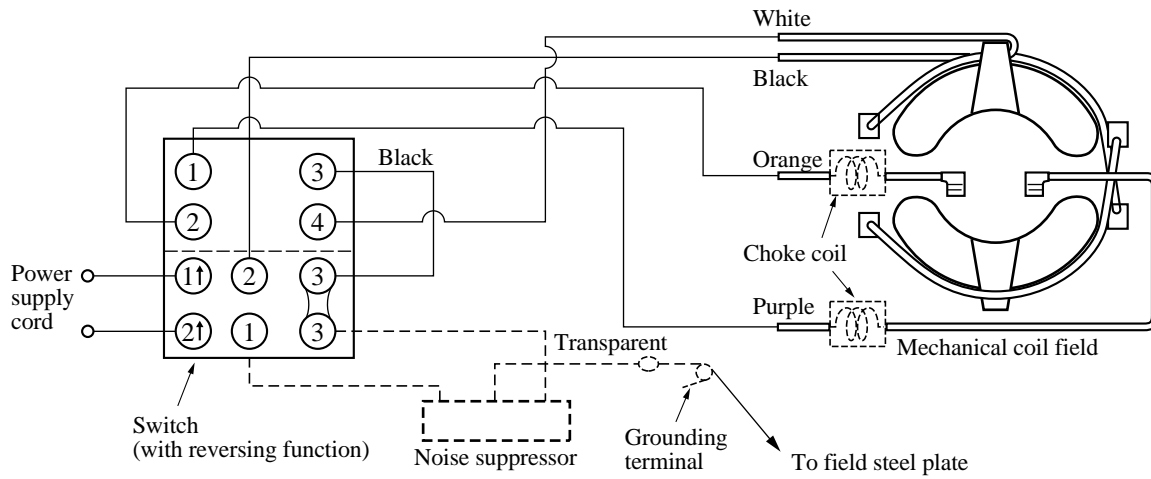 White
Black
Orange
Choke coil
Purple
Mechanical coil field
Black
1
3
2
4
1↑
2
3
2↑
1
3
Power
supply
cord
Switch
(with reversing function)
Transparent
Noise suppressor
Grounding
terminal
To field steel plate